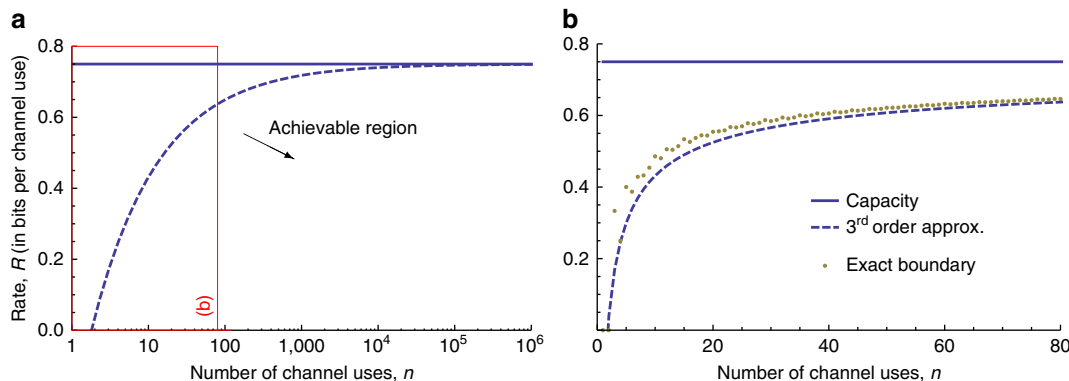 a
Rate, R (in bits per channel use)
0.8
0.6
0.4
0.2
0.0
Achievable region
(b)
1 10 100 1,000 10⁴ 10⁵ 10⁶
Number of channel uses, n
b
0.8
0.6
0.4
0.2
Capacity
3rd order approx.
Exact boundary
0 20 40 60 80
Number of channel uses, n